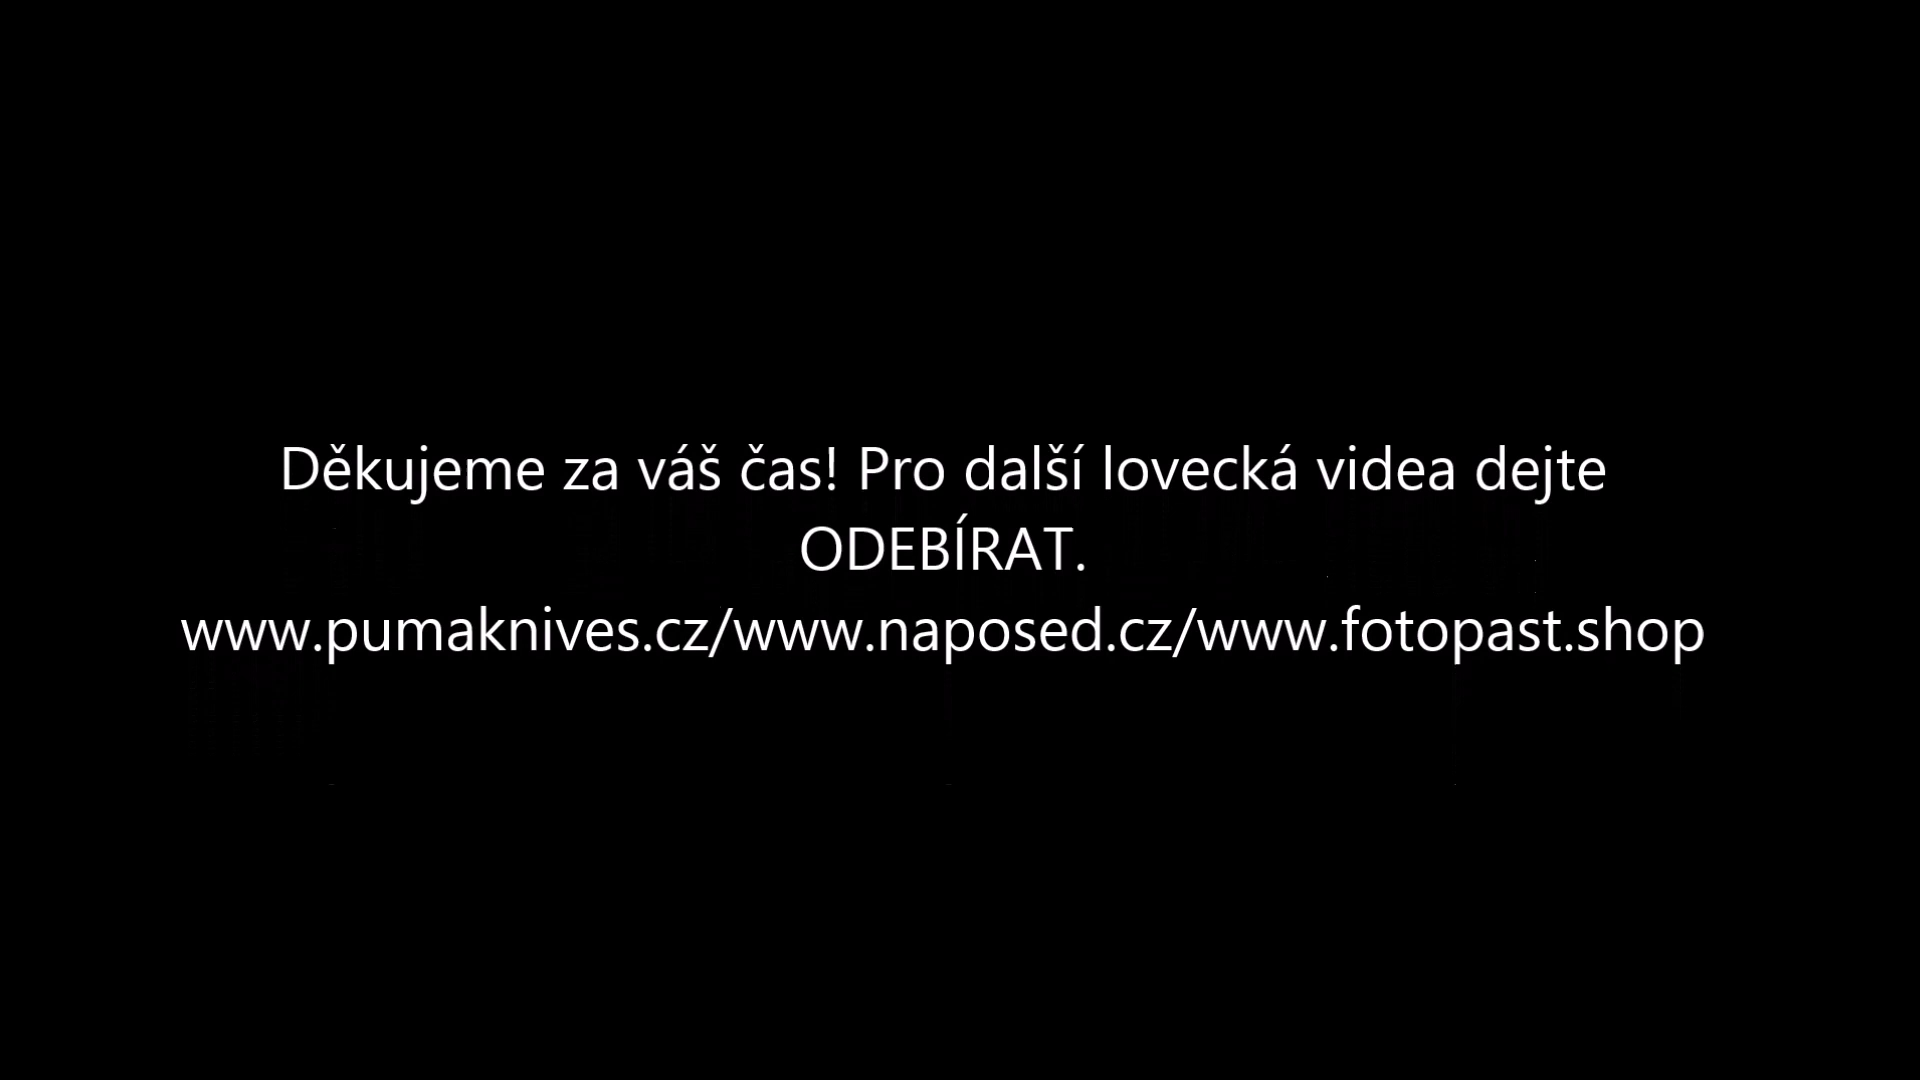 Děkujeme za váš čas! Pro další lovecká videa dejte
ODEBÍRAT.
www.pumaknives.cz/www.naposed.cz/www.fotopast.shop